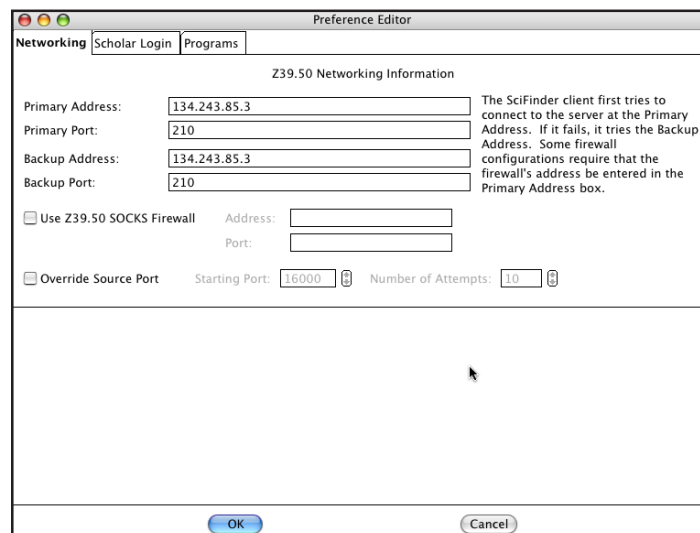 Preference Editor
Networking Scholar Login Programs
Z39.50 Networking Information
Primary Address: 134.243.85.3
Primary Port: 210
Backup Address: 134.243.85.3
Backup Port: 210
The SciFinder client first tries to
connect to the server at the Primary
Address. If it fails, it tries the Backup
Address. Some firewall
configurations require that the
firewall's address be entered in the
Primary Address box.
Use Z39.50 SOCKS Firewall Address:
Port:
Override Source Port Starting Port: 16000 Number of Attempts: 10
OK Cancel